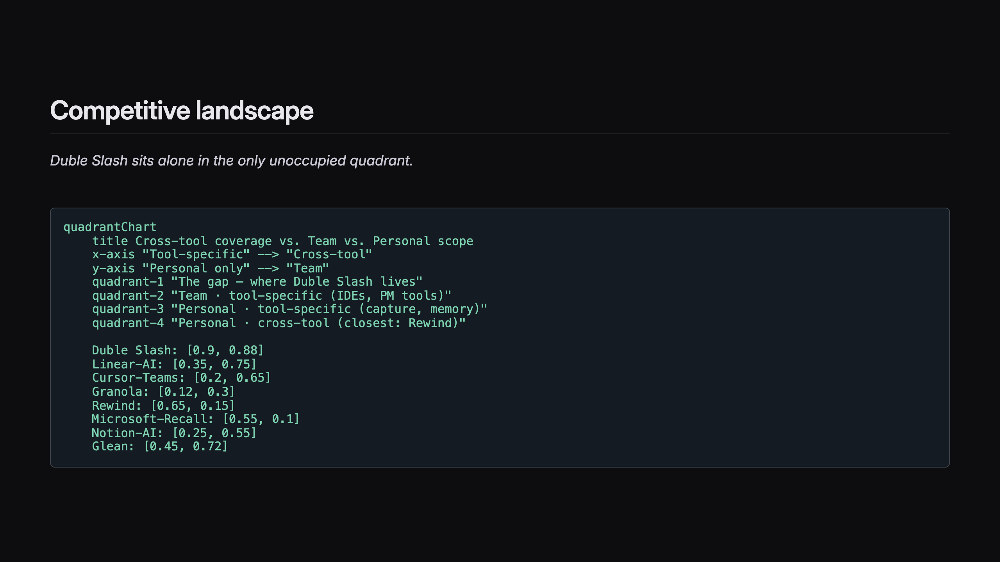 Competitive landscape
Duble Slash sits alone in the only unoccupied quadrant.
quadrantChart
    title Cross-tool coverage vs. Team vs. Personal scope
    x-axis "Tool-specific" --> "Cross-tool"
    y-axis "Personal only" --> "Team"
    quadrant-1 "The gap — where Duble Slash lives"
    quadrant-2 "Team · tool-specific (IDEs, PM tools)"
    quadrant-3 "Personal · tool-specific (capture, memory)"
    quadrant-4 "Personal · cross-tool (closest: Rewind)"
    Duble Slash: [0.9, 0.88]
    Linear-AI: [0.35, 0.75]
    Cursor-Teams: [0.2, 0.65]
    Granola: [0.12, 0.3]
    Rewind: [0.65, 0.15]
    Microsoft-Recall: [0.55, 0.1]
    Notion-AI: [0.25, 0.55]
    Glean: [0.45, 0.72]